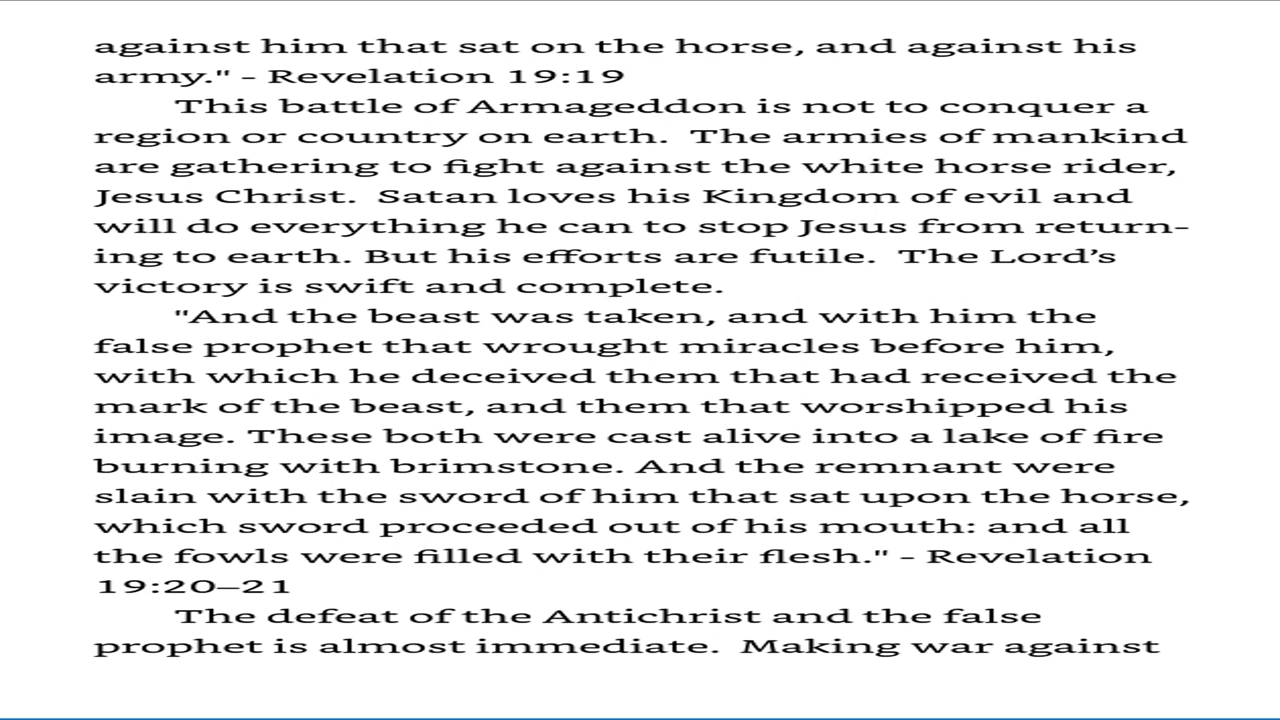 against him that sat on the horse, and against his
army." - Revelation 19:19
This battle of Armageddon is not to conquer a
region or country on earth.  The armies of mankind
are gathering to fight against the white horse rider,
Jesus Christ.  Satan loves his Kingdom of evil and
will do everything he can to stop Jesus from return-
ing to earth. But his efforts are futile.  The Lord’s
victory is swift and complete.
"And the beast was taken, and with him the
false prophet that wrought miracles before him,
with which he deceived them that had received the
mark of the beast, and them that worshipped his
image. These both were cast alive into a lake of fire
burning with brimstone. And the remnant were
slain with the sword of him that sat upon the horse,
which sword proceeded out of his mouth: and all
the fowls were filled with their flesh." - Revelation
19:20–21
The defeat of the Antichrist and the false
prophet is almost immediate.  Making war against